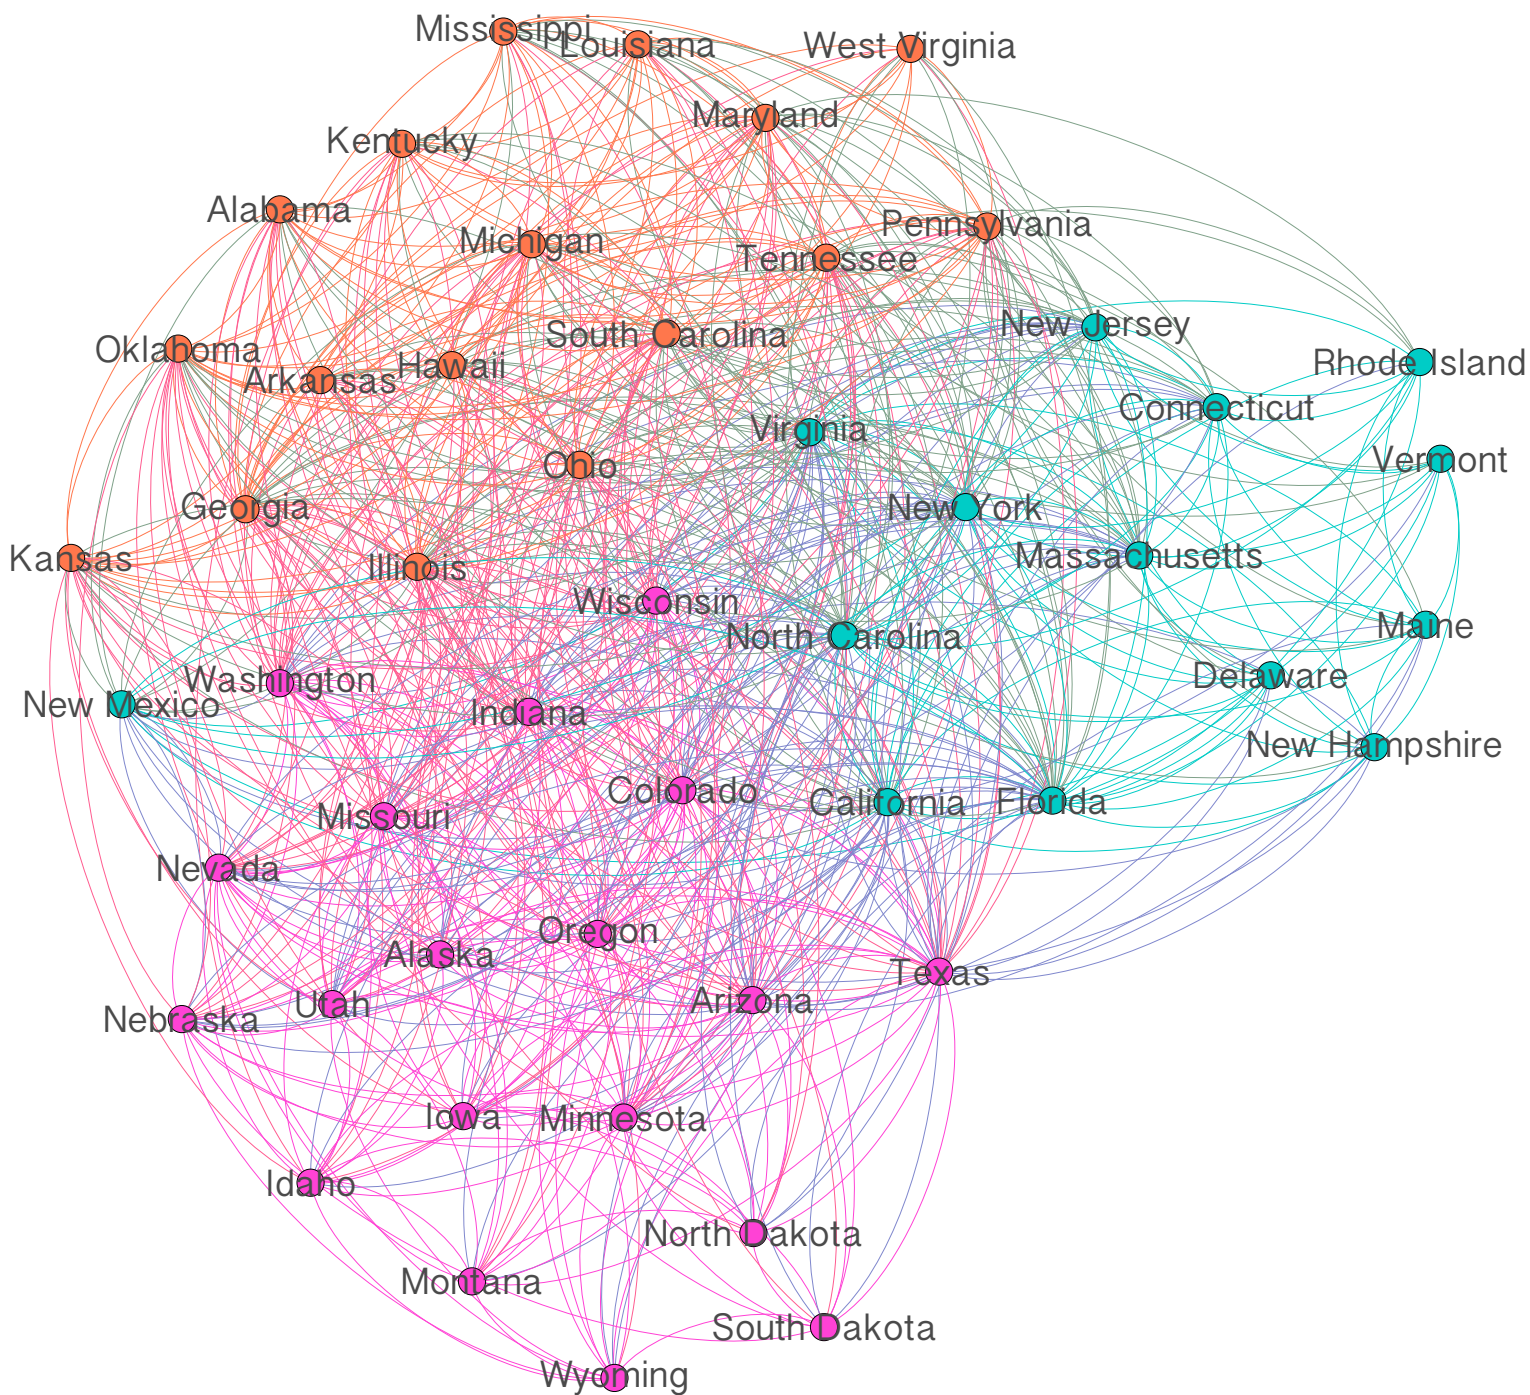 Mississippi
Louisiana
West Virginia
Maryland
Kentucky
Alabama
Pennsylvania
Michigan
Tennessee
New Jersey
South Carolina
Oklahoma
Rhode Island
Hawaii
Arkansas
Connecticut
Virginia
Vermont
Ohio
Georgia
New York
Massachusetts
Kansas
Illinois
Wisconsin
Maine
North Carolina
Delaware
Washington
New Mexico
Indiana
New Hampshire
Colorado
California
Florida
Missouri
Nevada
Oregon
Alaska
Texas
Arizona
Utah
Nebraska
Iowa
Minnesota
Idaho
North Dakota
Montana
South Dakota
Wyoming